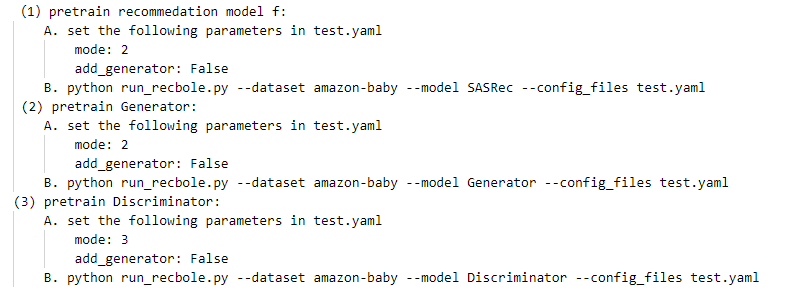 (1) pretrain recommedation model f:
A. set the following parameters in test.yaml
mode: 2
add_generator: False
B. python run_recbole.py --dataset amazon-baby --model SASRec --config_files test.yaml
(2) pretrain Generator:
A. set the following parameters in test.yaml
mode: 2
add_generator: False
B. python run_recbole.py --dataset amazon-baby --model Generator --config_files test.yaml
(3) pretrain Discriminator:
A. set the following parameters in test.yaml
mode: 3
add_generator: False
B. python run_recbole.py --dataset amazon-baby --model Discriminator --config_files test.yaml